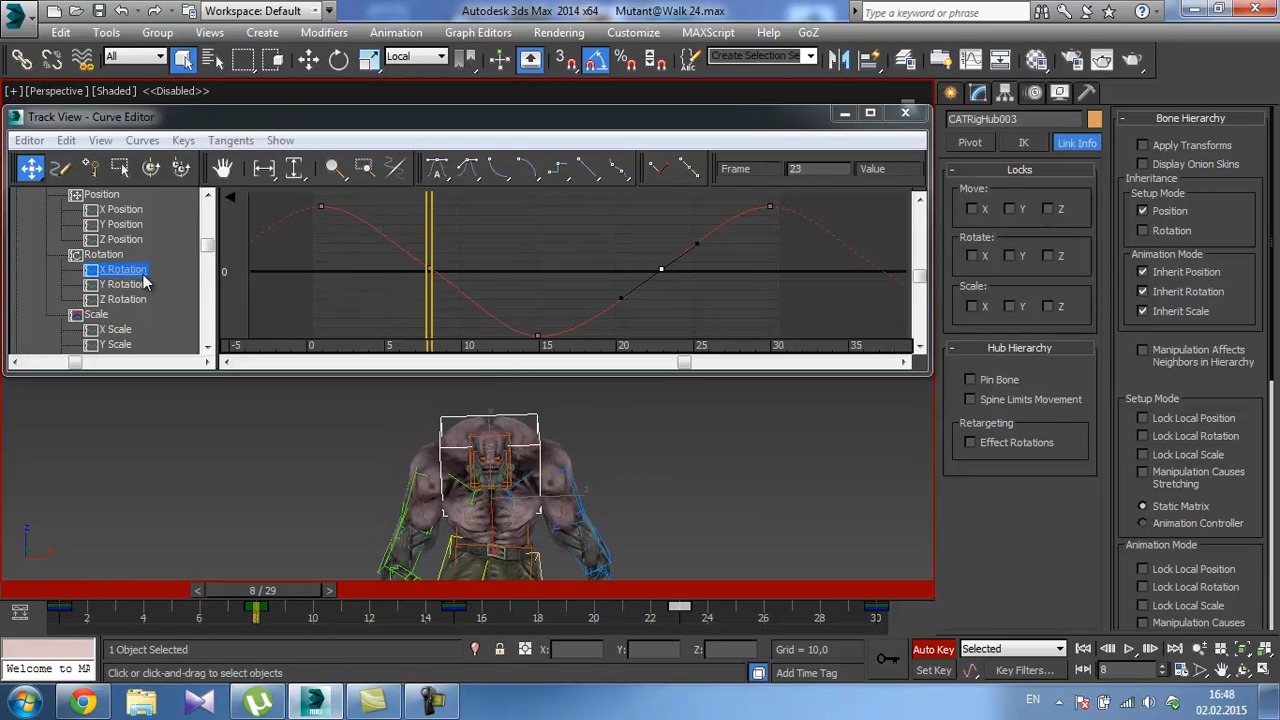 Workspace: Default
Autodesk 3ds Max 2014 x64 Mutant@Walk 24.max
Type a keyword or phrase
Edit Tools Group Views Create Modifiers Animation Graph Editors Rendering Customize MAXScript Help GoZ
All Local Create Selection Se
[+] [Perspective] [Shaded] <<Disabled>>
Track View - Curve Editor
Editor Edit View Curves Keys Tangents Show
Frame 23 Value
Position
X Position
Y Position
Z Position
Rotation
X Rotation
Y Rotation
Z Rotation
Scale
X Scale
Y Scale
0
-5 5 10 15 20 25 30 35
CATRigHub003
Pivot IK Link Info
- Locks
Move:
X Y Z
Rotate:
X Y Z
Scale:
X Y Z
- Hub Hierarchy
Pin Bone
Spine Limits Movement
Retargeting
Effect Rotations
- Bone Hierarchy
Apply Transforms
Display Onion Skins
Inheritance
Setup Mode
Position
Rotation
Animation Mode
Inherit Position
Inherit Rotation
Inherit Scale
Manipulation Affects
Neighbors in Hierarchy
Setup Mode
Lock Local Position
Lock Local Rotation
Lock Local Scale
Manipulation Causes
Stretching
Static Matrix
Animation Controller
Animation Mode
Lock Local Position
Lock Local Rotation
Lock Local Scale
Manipulation Causes
z
x
8 / 29
2 4 6 8 10 12 14 16 18 20 22 24 26 28 30
1 Object Selected X: Y: Z: Grid = 10,0
Auto Key Selected
Welcome to MA
Click or click-and-drag to select objects
Add Time Tag
Set Key Key Filters... 8
EN
16:48
02.02.2015